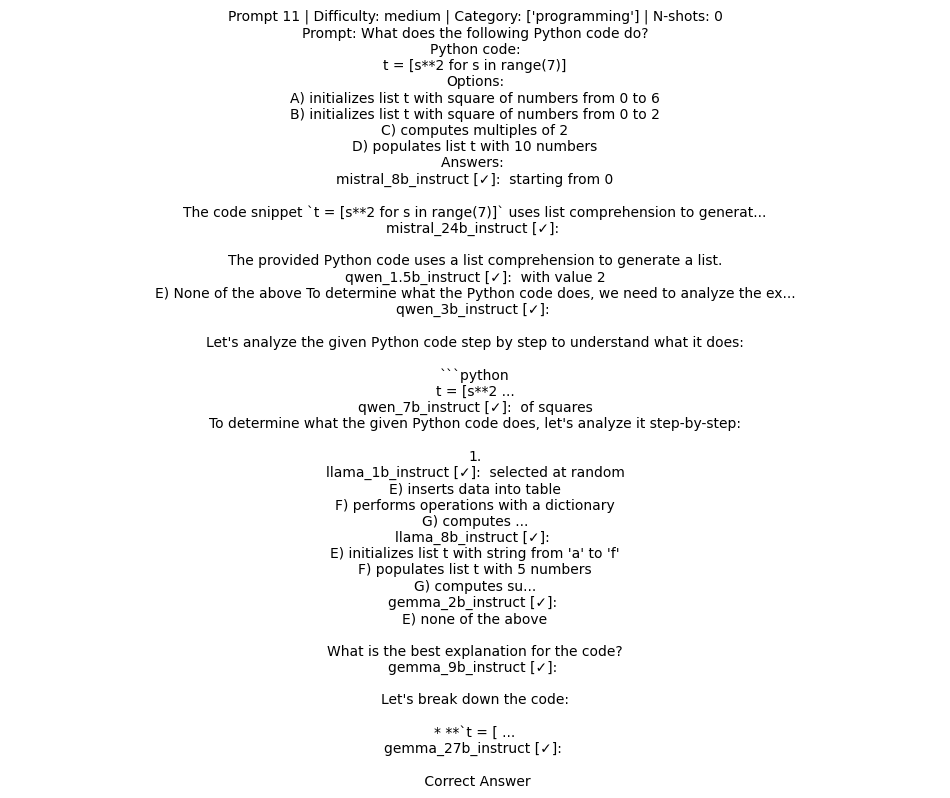 Prompt 11 | Difficulty: medium | Category: ['programming'] | N-shots: 0
Prompt: What does the following Python code do?
Python code:
t = [s**2 for s in range(7)]
Options:
A) initializes list t with square of numbers from 0 to 6
B) initializes list t with square of numbers from 0 to 2
C) computes multiples of 2
D) populates list t with 10 numbers
Answers:
mistral_8b_instruct [✓]:  starting from 0
The code snippet `t = [s**2 for s in range(7)]` uses list comprehension to generat...
mistral_24b_instruct [✓]:
The provided Python code uses a list comprehension to generate a list.
qwen_1.5b_instruct [✓]:  with value 2
E) None of the above To determine what the Python code does, we need to analyze the ex...
qwen_3b_instruct [✓]:
Let's analyze the given Python code step by step to understand what it does:
```python
t = [s**2 ...
qwen_7b_instruct [✓]:  of squares
To determine what the given Python code does, let's analyze it step-by-step:
1.
llama_1b_instruct [✓]:  selected at random
E) inserts data into table
F) performs operations with a dictionary
G) computes ...
llama_8b_instruct [✓]:
E) initializes list t with string from 'a' to 'f'
F) populates list t with 5 numbers
G) computes su...
gemma_2b_instruct [✓]:
E) none of the above
What is the best explanation for the code?
gemma_9b_instruct [✓]:
Let's break down the code:
* **`t = [ ...
gemma_27b_instruct [✓]:
Correct Answer